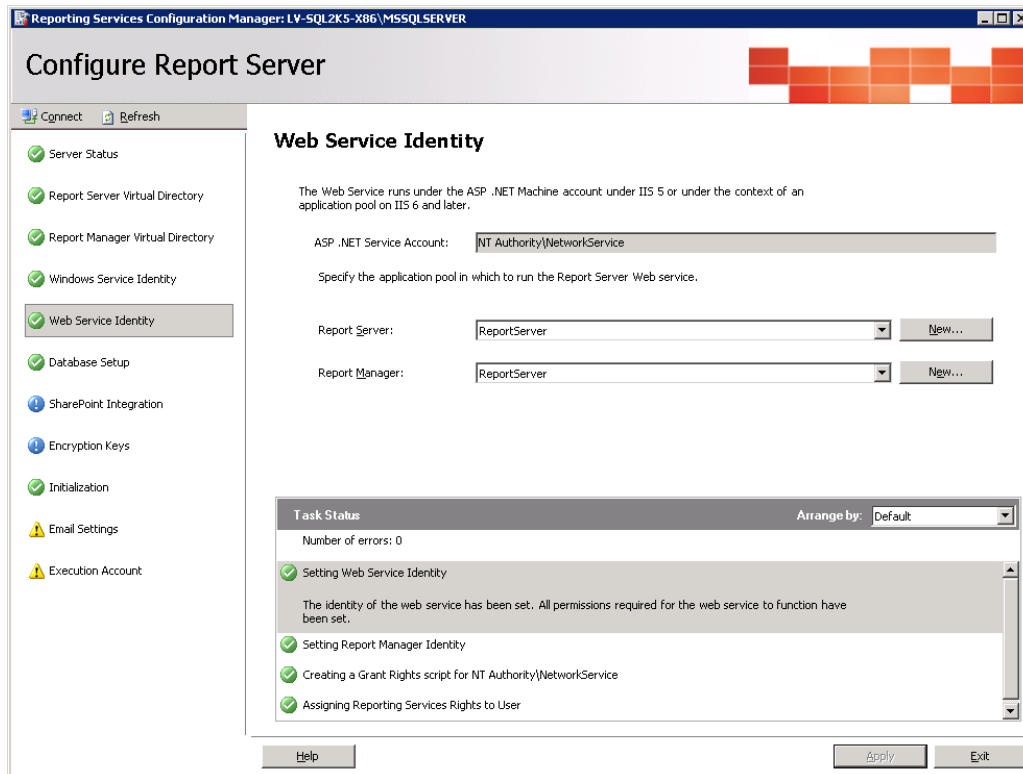 Reporting Services Configuration Manager: LV-SQL2K5-X86\MSSQLSERVER
Configure Report Server
Connect Refresh
Server Status
Report Server Virtual Directory
Report Manager Virtual Directory
Windows Service Identity
Web Service Identity
Database Setup
SharePoint Integration
Encryption Keys
Initialization
Email Settings
Execution Account
Web Service Identity
The Web Service runs under the ASP .NET Machine account under IIS 5 or under the context of an
application pool on IIS 6 and later.
ASP .NET Service Account: NT Authority\NetworkService
Specify the application pool in which to run the Report Server Web service.
Report Server: ReportServer New...
Report Manager: ReportServer New...
Task Status Arrange by: Default
Number of errors: 0
Setting Web Service Identity
The identity of the web service has been set. All permissions required for the web service to function have
been set.
Setting Report Manager Identity
Creating a Grant Rights script for NT Authority\NetworkService
Assigning Reporting Services Rights to User
Help Apply Exit